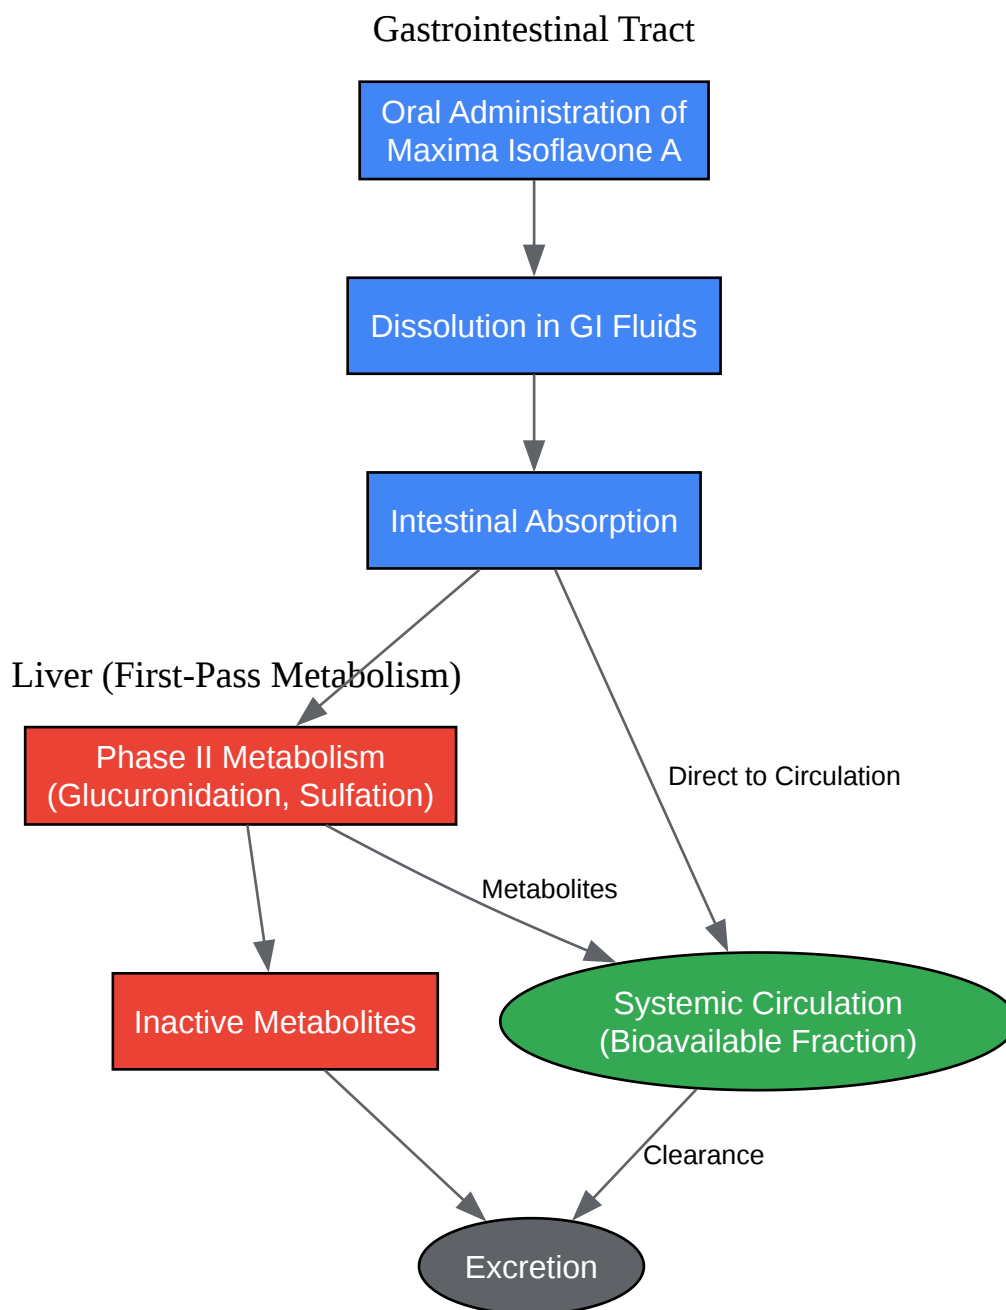 Gastrointestinal Tract
Oral Administration of
Maxima Isoflavone A
Dissolution in GI Fluids
Intestinal Absorption
Liver (First-Pass Metabolism)
Phase II Metabolism
(Glucuronidation, Sulfation)
Direct to Circulation
Metabolites
Inactive Metabolites
Systemic Circulation
(Bioavailable Fraction)
Clearance
Excretion